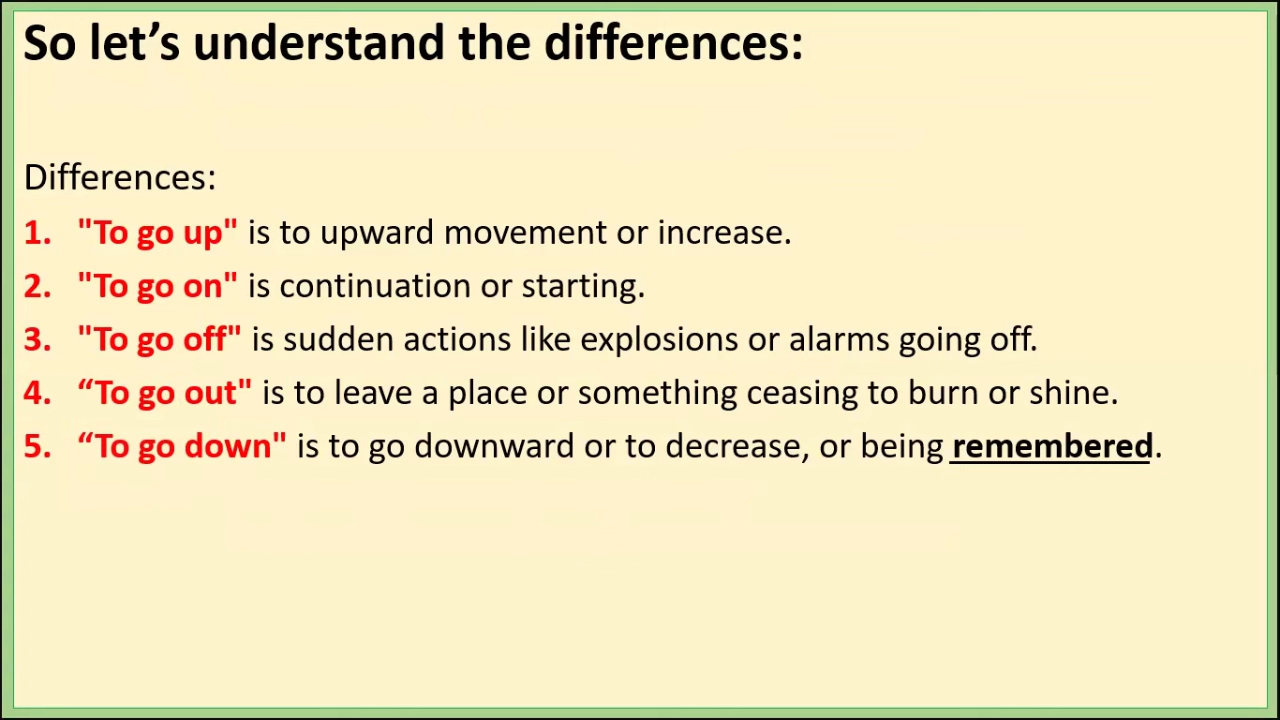 So let’s understand the differences:
Differences:
1. "To go up" is to upward movement or increase.
2. "To go on" is continuation or starting.
3. "To go off" is sudden actions like explosions or alarms going off.
4. “To go out" is to leave a place or something ceasing to burn or shine.
5. “To go down" is to go downward or to decrease, or being remembered.